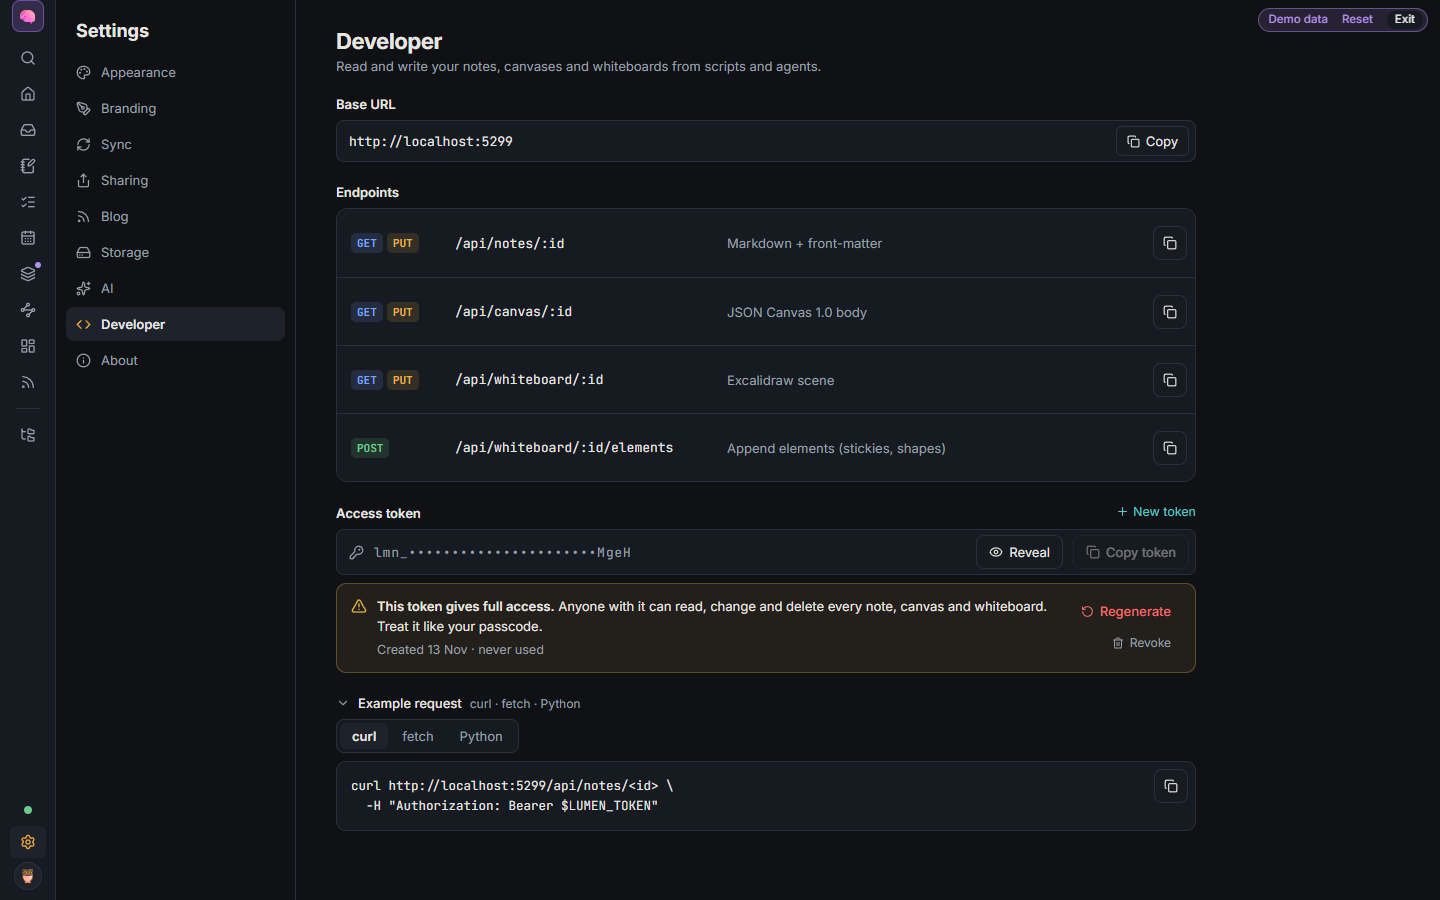 Demo data Reset Exit
Settings
Appearance
Branding
Sync
Sharing
Blog
Storage
AI
Developer
About
Developer
Read and write your notes, canvases and whiteboards from scripts and agents.
Base URL
http://localhost:5299 Copy
Endpoints
GET PUT /api/notes/:id Markdown + front-matter
GET PUT /api/canvas/:id JSON Canvas 1.0 body
GET PUT /api/whiteboard/:id Excalidraw scene
POST /api/whiteboard/:id/elements Append elements (stickies, shapes)
Access token + New token
lmn_••••••••••••••••••••••MgeH Reveal Copy token
This token gives full access. Anyone with it can read, change and delete every note, canvas and whiteboard. Regenerate
Treat it like your passcode.
Created 13 Nov · never used Revoke
Example request curl · fetch · Python
curl fetch Python
curl http://localhost:5299/api/notes/<id> \
-H "Authorization: Bearer $LUMEN_TOKEN"